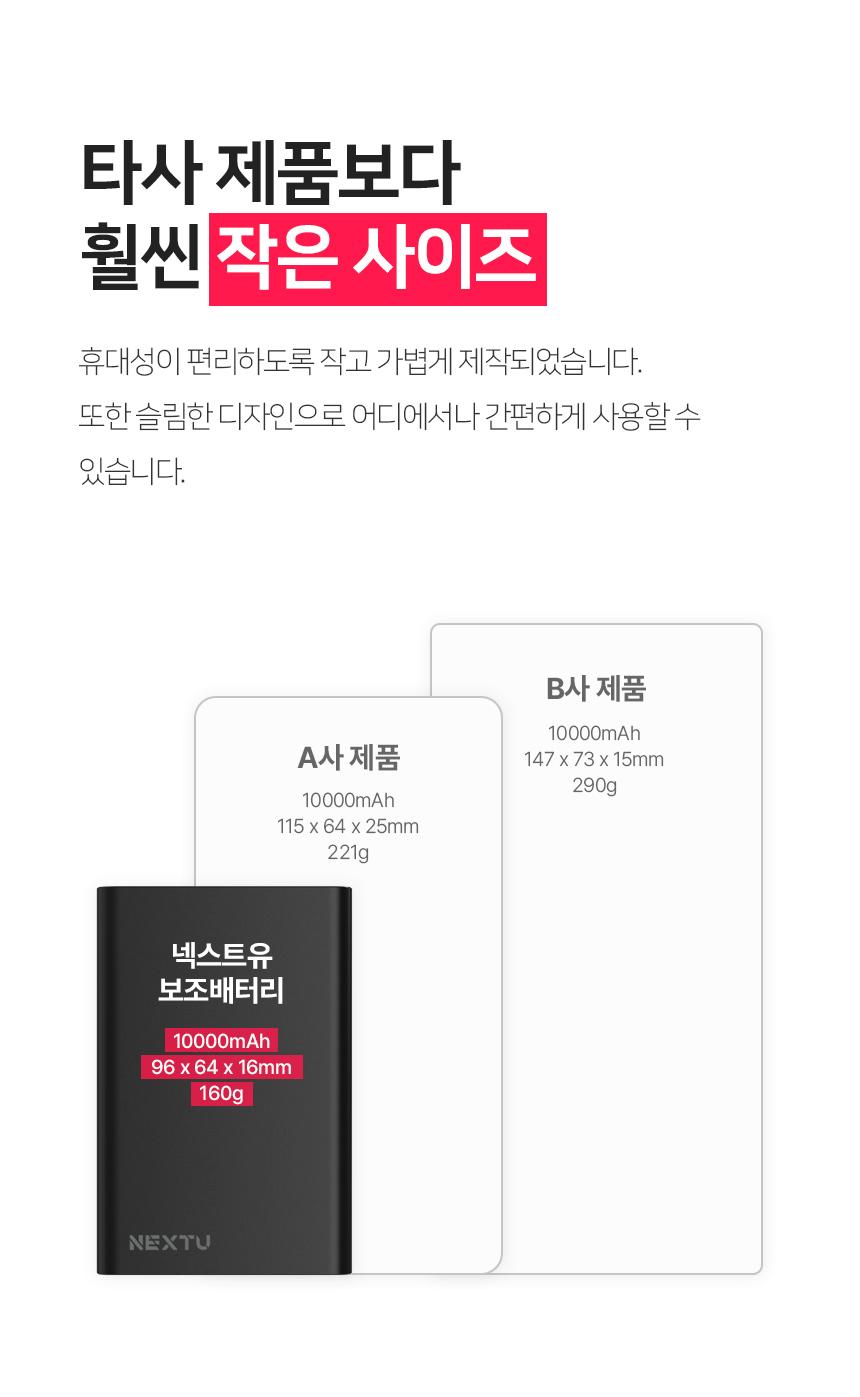 타사 제품보다
훨씬 작은 사이즈
휴대성이 편리하도록 작고 가볍게 제작되었습니다.
또한 슬림한 디자인으로 어디에서나 간편하게 사용할 수
있습니다.
B사 제품
10000mAh
147 x 73 x 15mm
290g
A사 제품
10000mAh
115 x 64 x 25mm
221g
넥스트유
보조배터리
10000mAh
96 x 64 x 16mm
160g
NEXTU